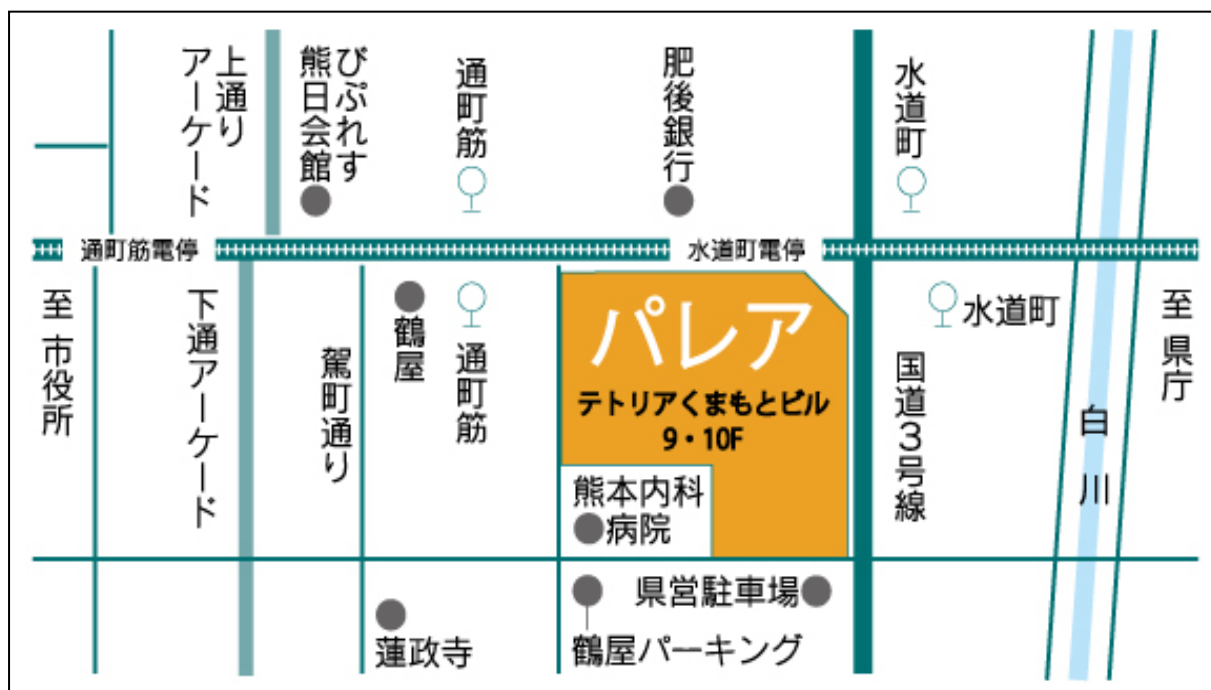 上通り
アーケード
びぷれす
熊日会館
通町筋
肥後銀行
水道町
通町筋電停
水道町電停
至 市役所
下通アーケード
駕町通り
鶴屋
通町筋
パレア
テトリアくまもとビル
9・10F
熊本内科
病院
国道3号線
水道町
白川
至 県庁
蓮政寺
県営駐車場
鶴屋パーキング